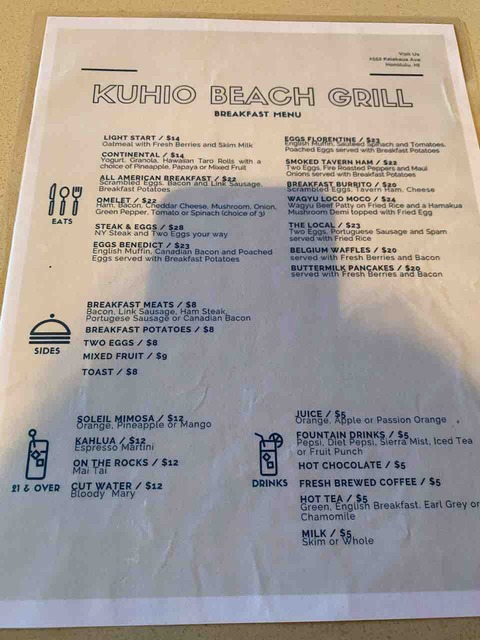 Visit Us
2552 Kalakaua Ave
Honolulu, HI
KUHIO BEACH GRILL
BREAKFAST MENU
LIGHT START / $14
Oatmeal with Fresh Berries and Skim Milk
CONTINENTAL / $14
Yogurt, Granola, Hawaiian Taro Rolls with a
choice of Pineapple, Papaya or Mixed Fruit
ALL AMERICAN BREAKFAST / $22
Scrambled Eggs, Bacon and Link Sausage,
Breakfast Potatoes
OMELET / $22
Ham, Bacon, Cheddar Cheese, Mushroom, Onion,
Green Pepper, Tomato or Spinach (choice of 3)
STEAK & EGGS / $28
NY Steak and Two Eggs your way
EGGS BENEDICT / $23
English Muffin, Canadian Bacon and Poached
Eggs served with Breakfast Potatoes
EATS
EGGS FLORENTINE / $23
English Muffin, Sauteed Spinach and Tomatoes,
Poached Eggs served with Breakfast Potatoes
SMOKED TAVERN HAM / $22
Two Eggs, Fire Roasted Peppers and Maui
Onions served with Breakfast Potatoes
BREAKFAST BURRITO / $20
Scrambled Eggs, Tavern Ham, Cheese
WAGYU LOCO MOCO / $24
Wagyu Beef Patty on Fried Rice and a Hamakua
Mushroom Demi topped with Fried Egg
THE LOCAL / $23
Two Eggs, Portuguese Sausage and Spam
served with Fried Rice
BELGIUM WAFFLES / $20
served with Fresh Berries and Bacon
BUTTERMILK PANCAKES / $20
served with Fresh Berries and Bacon
SIDES
BREAKFAST MEATS / $8
Bacon, Link Sausage, Ham Steak,
Portugese Sausage or Canadian Bacon
BREAKFAST POTATOES / $8
TWO EGGS / $8
MIXED FRUIT / $9
TOAST / $8
21 & OVER
SOLEIL MIMOSA / $12
Orange, Pineapple or Mango
KAHLUA / $12
Espresso Martini
ON THE ROCKS / $12
Mai Tai
CUT WATER / $12
Bloody Mary
DRINKS
JUICE / $5
Orange, Apple or Passion Orange
FOUNTAIN DRINKS / $5
Pepsi, Diet Pepsi, Sierra Mist, Iced Tea
or Fruit Punch
HOT CHOCOLATE / $5
FRESH BREWED COFFEE / $5
HOT TEA / $5
Green, English Breakfast, Earl Grey or
Chamomile
MILK / $5
Skim or Whole